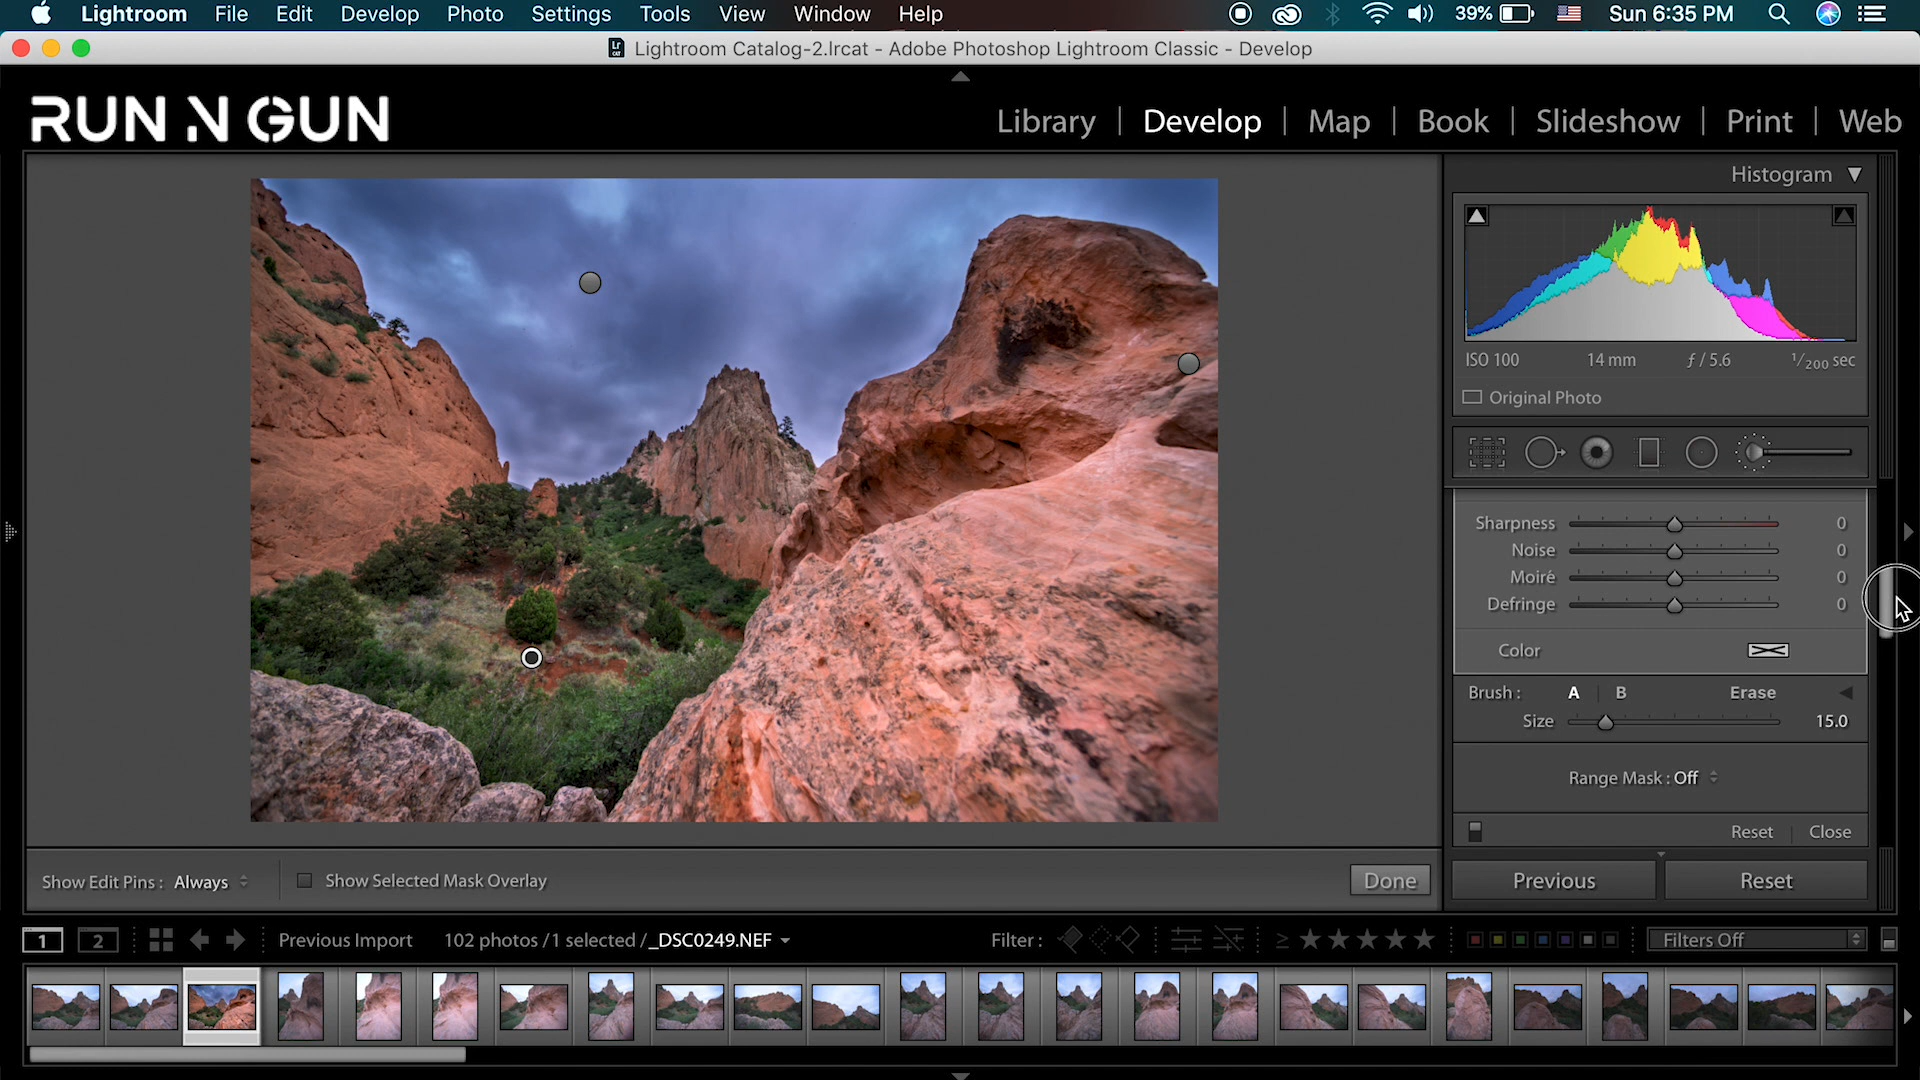 Lightroom File Edit Develop Photo Settings Tools View Window Help 39% Sun 6:35 PM
Lr CAT Lightroom Catalog-2.lrcat - Adobe Photoshop Lightroom Classic - Develop
RUN N GUN
Library | Develop | Map | Book | Slideshow | Print | Web
Histogram
ISO 100 14 mm ƒ / 5.6 1/200 sec
Original Photo
Sharpness 0
Noise 0
Moiré 0
Defringe 0
Color
Brush : A | B Erase
Size 15.0
Range Mask : Off
Reset | Close
Show Edit Pins : Always Show Selected Mask Overlay Done
Previous Reset
1 2 Previous Import 102 photos / 1 selected / _DSC0249.NEF Filter : ≥ ★★★★★ Filters Off